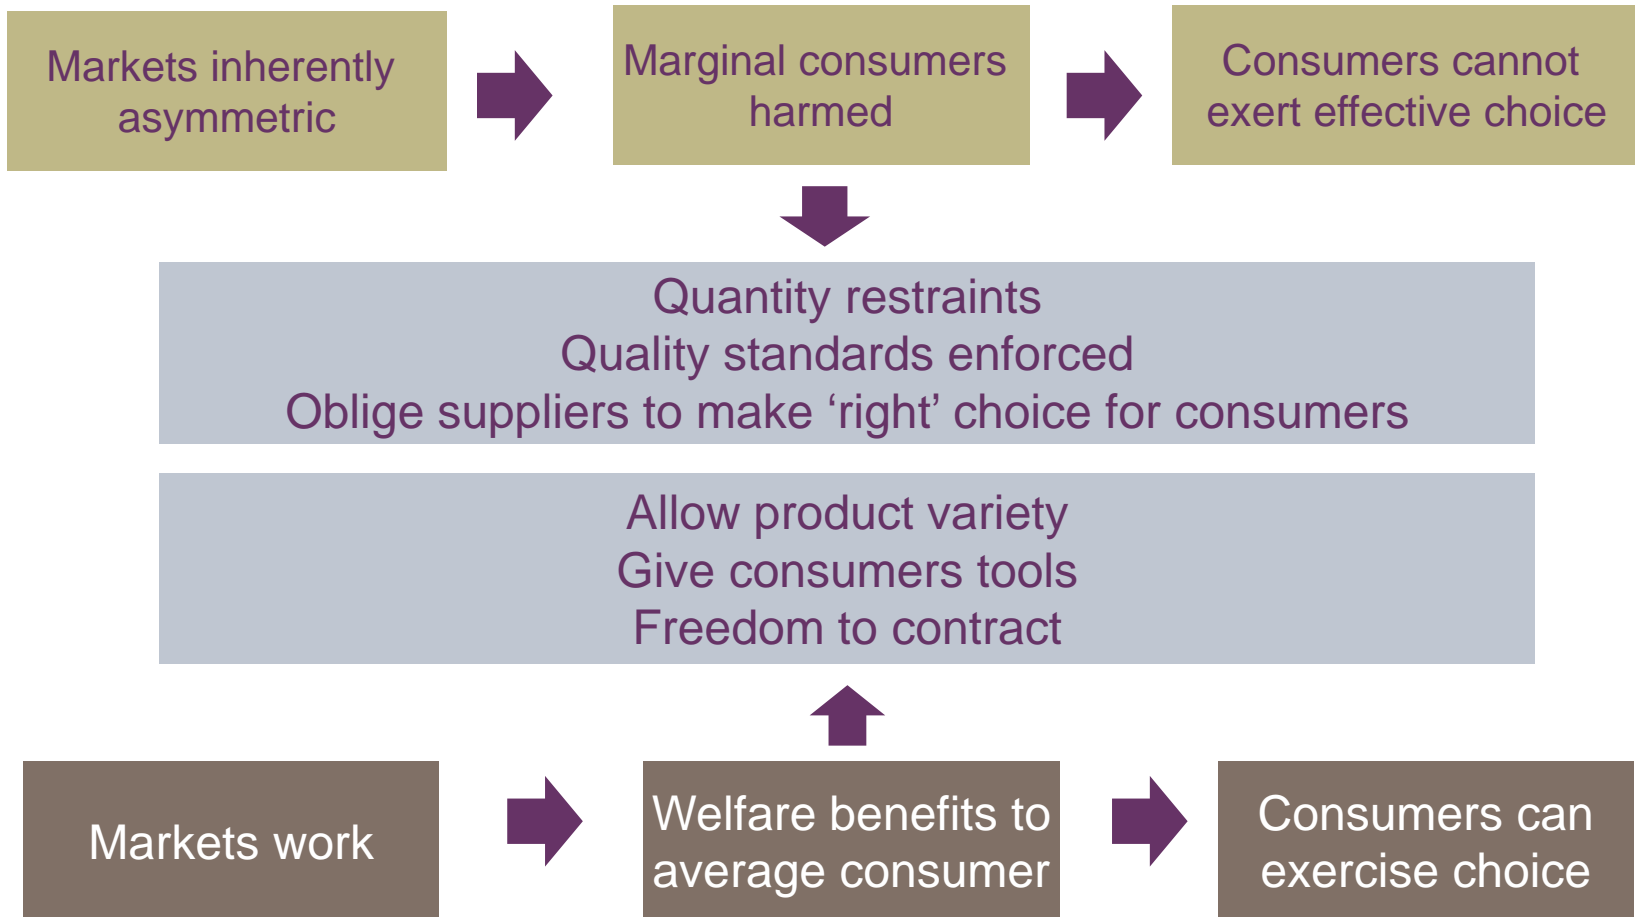 Markets inherently
asymmetric
Marginal consumers
harmed
Consumers cannot
exert effective choice
Quantity restraints
Quality standards enforced
Oblige suppliers to make ‘right’ choice for consumers
Allow product variety
Give consumers tools
Freedom to contract
Markets work
Welfare benefits to
average consumer
Consumers can
exercise choice